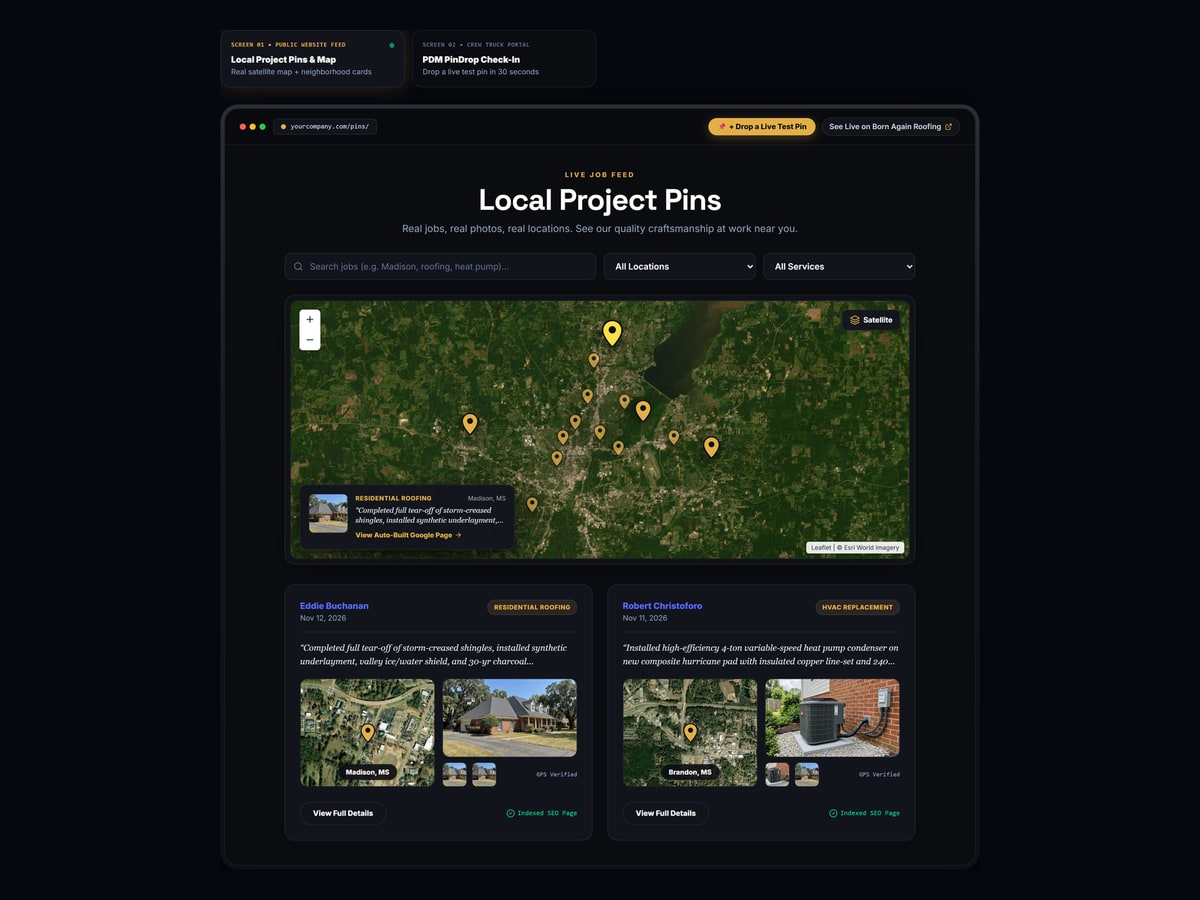 SCREEN 01 • PUBLIC WEBSITE FEED
Local Project Pins & Map
Real satellite map + neighborhood cards
SCREEN 02 • CREW TRUCK PORTAL
PDM PinDrop Check-In
Drop a live test pin in 30 seconds
yourcompany.com/pins/
+ Drop a Live Test Pin
See Live on Born Again Roofing
LIVE JOB FEED
Local Project Pins
Real jobs, real photos, real locations. See our quality craftsmanship at work near you.
Search jobs (e.g. Madison, roofing, heat pump)...
All Locations
All Services
+
−
Satellite
RESIDENTIAL ROOFING
Madison, MS
"Completed full tear-off of storm-creased
shingles, installed synthetic underlayment,...
View Auto-Built Google Page →
Leaflet | © Esri World Imagery
Eddie Buchanan
RESIDENTIAL ROOFING
Nov 12, 2026
"Completed full tear-off of storm-creased shingles, installed synthetic
underlayment, valley ice/water shield, and 30-yr charcoal...
Madison, MS
GPS Verified
View Full Details
Indexed SEO Page
Robert Christoforo
HVAC REPLACEMENT
Nov 11, 2026
"Installed high-efficiency 4-ton variable-speed heat pump condenser on
new composite hurricane pad with insulated copper line-set and 240...
Brandon, MS
GPS Verified
View Full Details
Indexed SEO Page